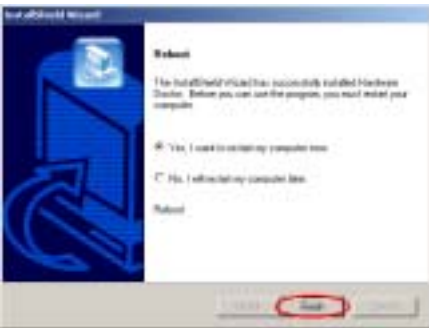 InstallShield Wizard
Reboot
The InstallShield Wizard has successfully installed Hardware
Doctor. Before you can use the program, you must restart your
computer.
Yes, I want to restart my computer now.
No, I will restart my computer later.
Reboot
Finish